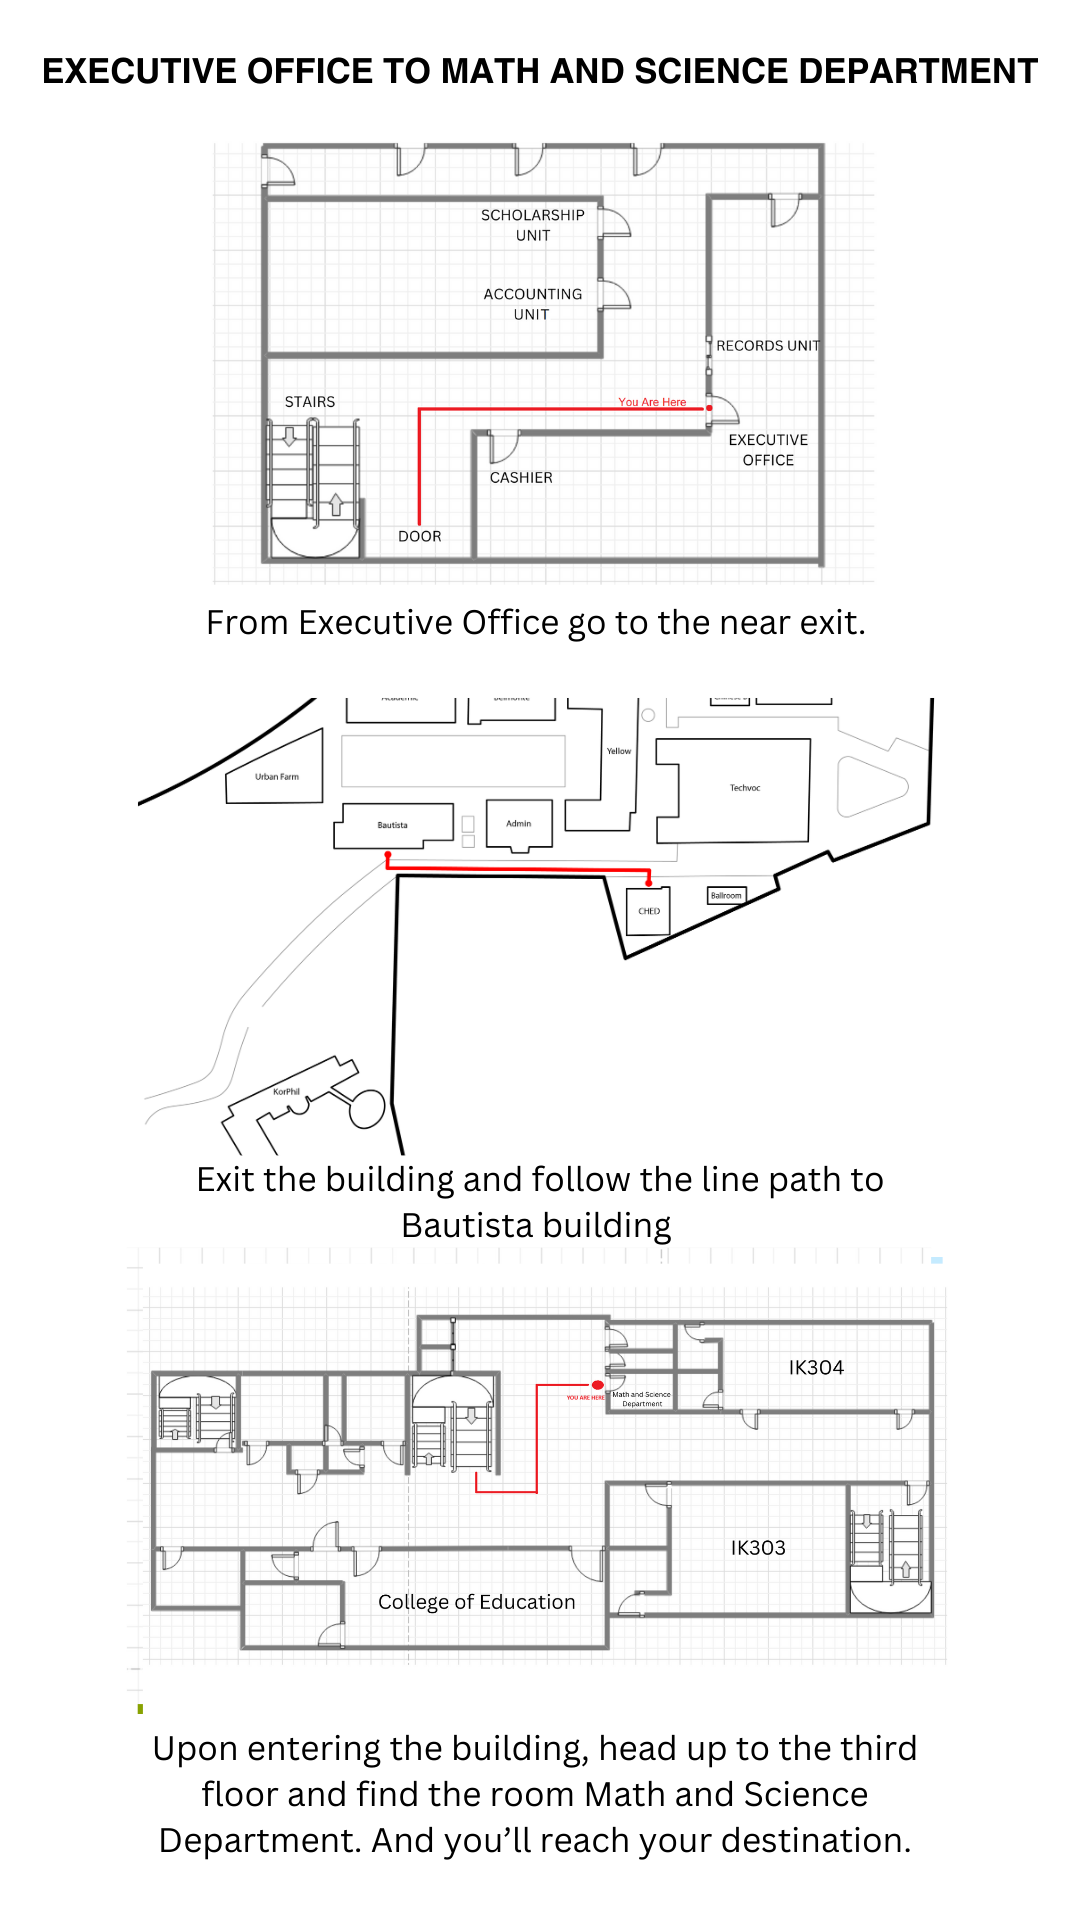 EXECUTIVE OFFICE TO MATH AND SCIENCE DEPARTMENT
SCHOLARSHIP
UNIT
ACCOUNTING
UNIT
RECORDS UNIT
STAIRS
You Are Here
EXECUTIVE
OFFICE
CASHIER
DOOR
From Executive Office go to the near exit.
Urban Farm
Yellow
Techvoc
Bautista
Admin
CHED
Ballroom
KorPhil
Exit the building and follow the line path to
Bautista building
IK304
YOU ARE HERE
Math and Science
Department
IK303
College of Education
Upon entering the building, head up to the third
floor and find the room Math and Science
Department. And you’ll reach your destination.